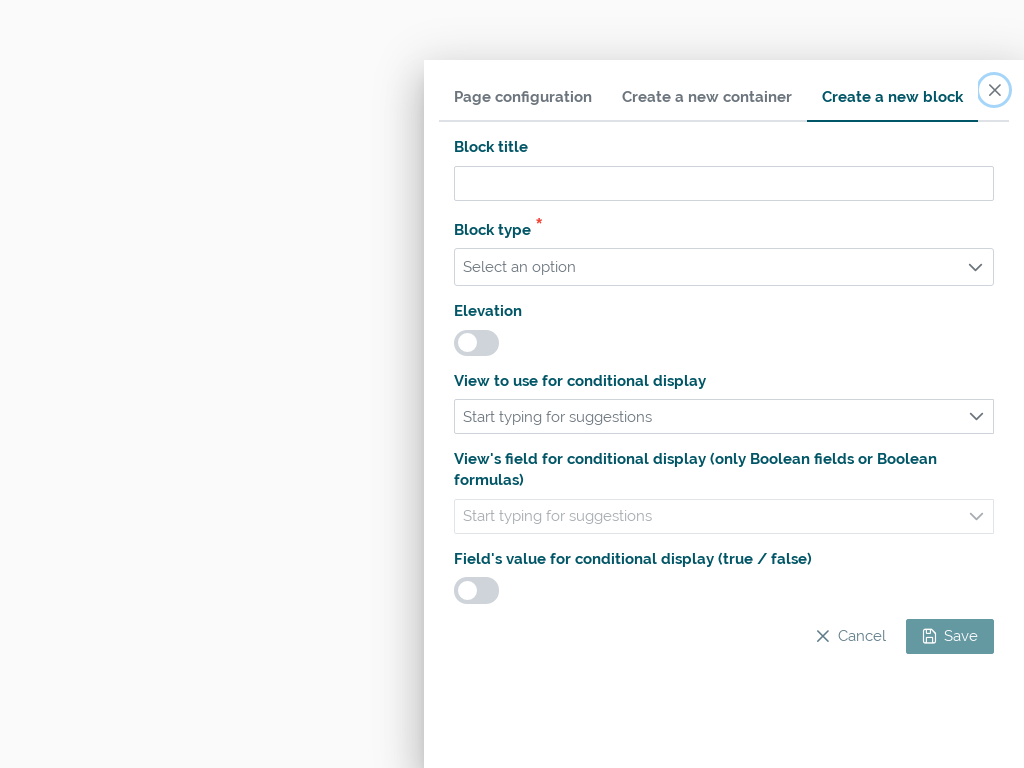 Page configuration
Create a new container
Create a new block
Block title
Block type *
Select an option
Elevation
View to use for conditional display
Start typing for suggestions
View's field for conditional display (only Boolean fields or Boolean
formulas)
Start typing for suggestions
Field's value for conditional display (true / false)
Cancel
Save